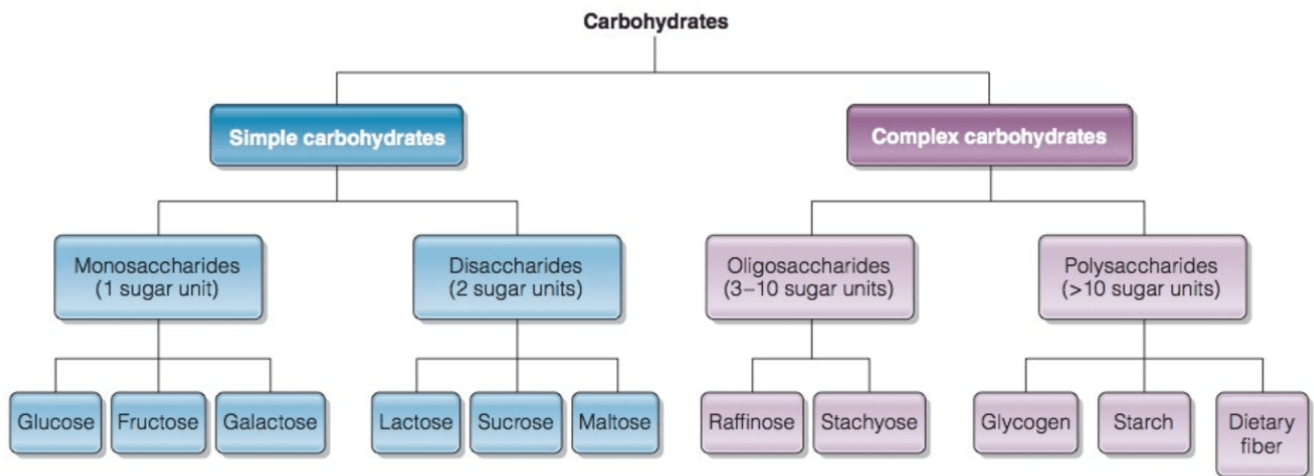 Carbohydrates
Simple carbohydrates
Complex carbohydrates
Monosaccharides
(1 sugar unit)
Disaccharides
(2 sugar units)
Oligosaccharides
(3–10 sugar units)
Polysaccharides
(>10 sugar units)
Glucose
Fructose
Galactose
Lactose
Sucrose
Maltose
Raffinose
Stachyose
Glycogen
Starch
Dietary
fiber